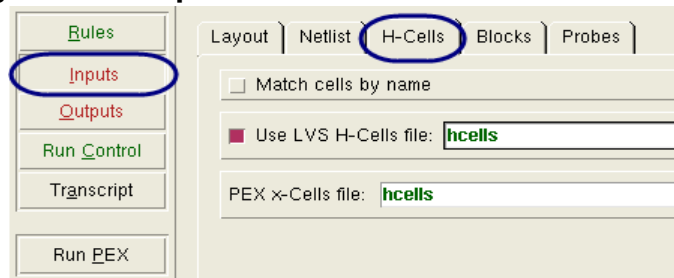 Rules
Inputs
Outputs
Run Control
Transcript
Run PEX
Layout Netlist H-Cells Blocks Probes
Match cells by name
Use LVS H-Cells file: hcells
PEX x-Cells file: hcells